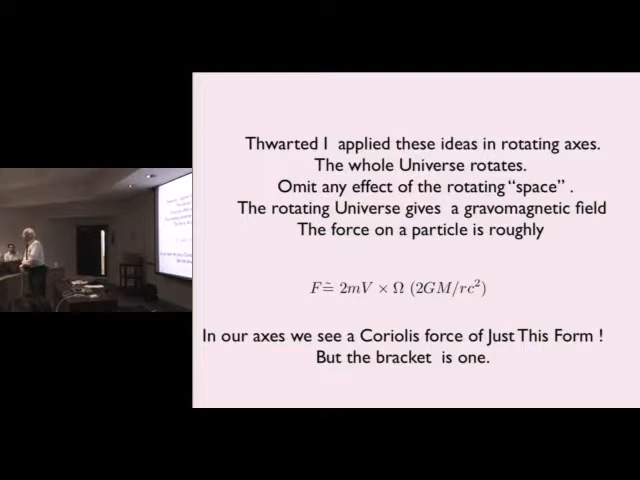 Thwarted I applied these ideas in rotating axes.
The whole Universe rotates.
Omit any effect of the rotating “space” .
The rotating Universe gives a gravomagnetic field
The force on a particle is roughly
F =̃ 2mV × Ω (2GM/rc²)
In our axes we see a Coriolis force of Just This Form !
But the bracket is one.